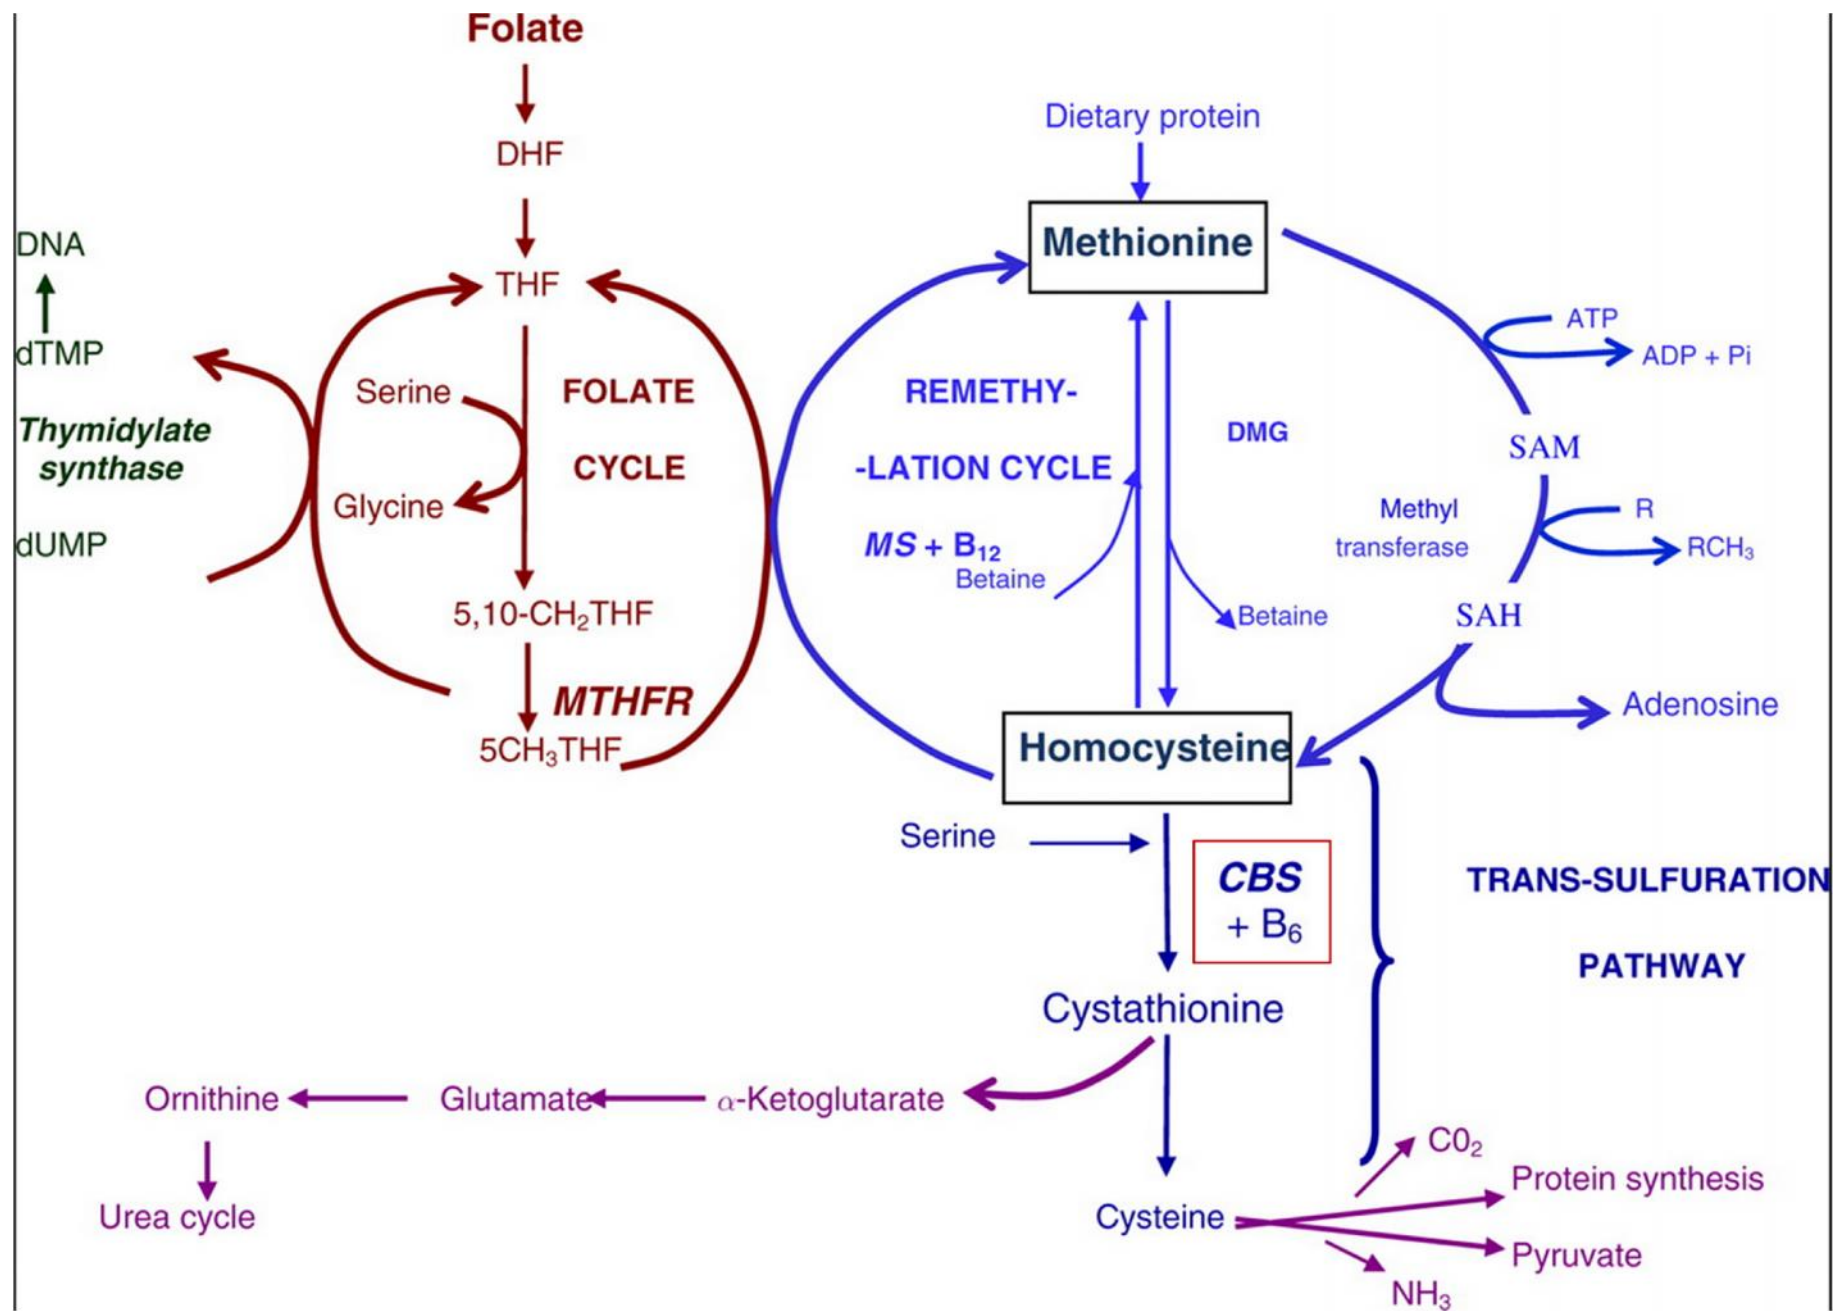 Folate
DHF
THF
Serine
Glycine
FOLATE
CYCLE
5,10-CH₂THF
MTHFR
5CH₃THF
DNA
dTMP
Thymidylate
synthase
dUMP
Dietary protein
Methionine
REMETHY-
-LATION CYCLE
MS + B₁₂
Betaine
DMG
Betaine
ATP
ADP + Pi
SAM
Methyl
transferase
R
RCH₃
SAH
Adenosine
Homocysteine
Serine
CBS
+ B₆
TRANS-SULFURATION
PATHWAY
Cystathionine
Ornithine
Glutamate
α-Ketoglutarate
Urea cycle
Cysteine
C0₂
Protein synthesis
Pyruvate
NH₃